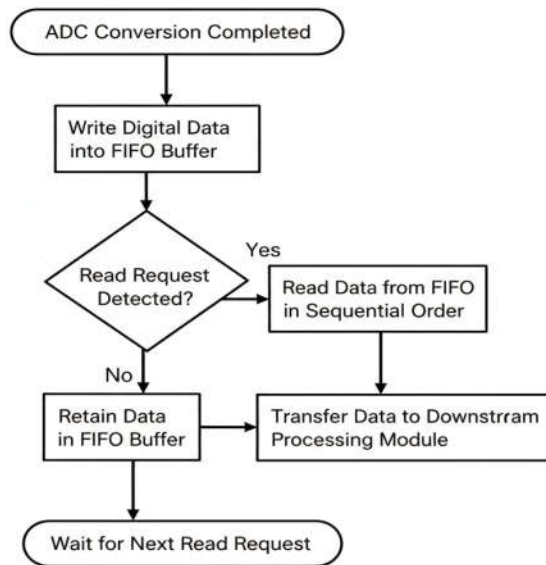 ADC Conversion Completed
Write Digital Data
into FIFO Buffer
Read Request
Detected?
Yes
Read Data from FIFO
in Sequential Order
No
Retain Data
in FIFO Buffer
Transfer Data to Downstream
Processing Module
Wait for Next Read Request